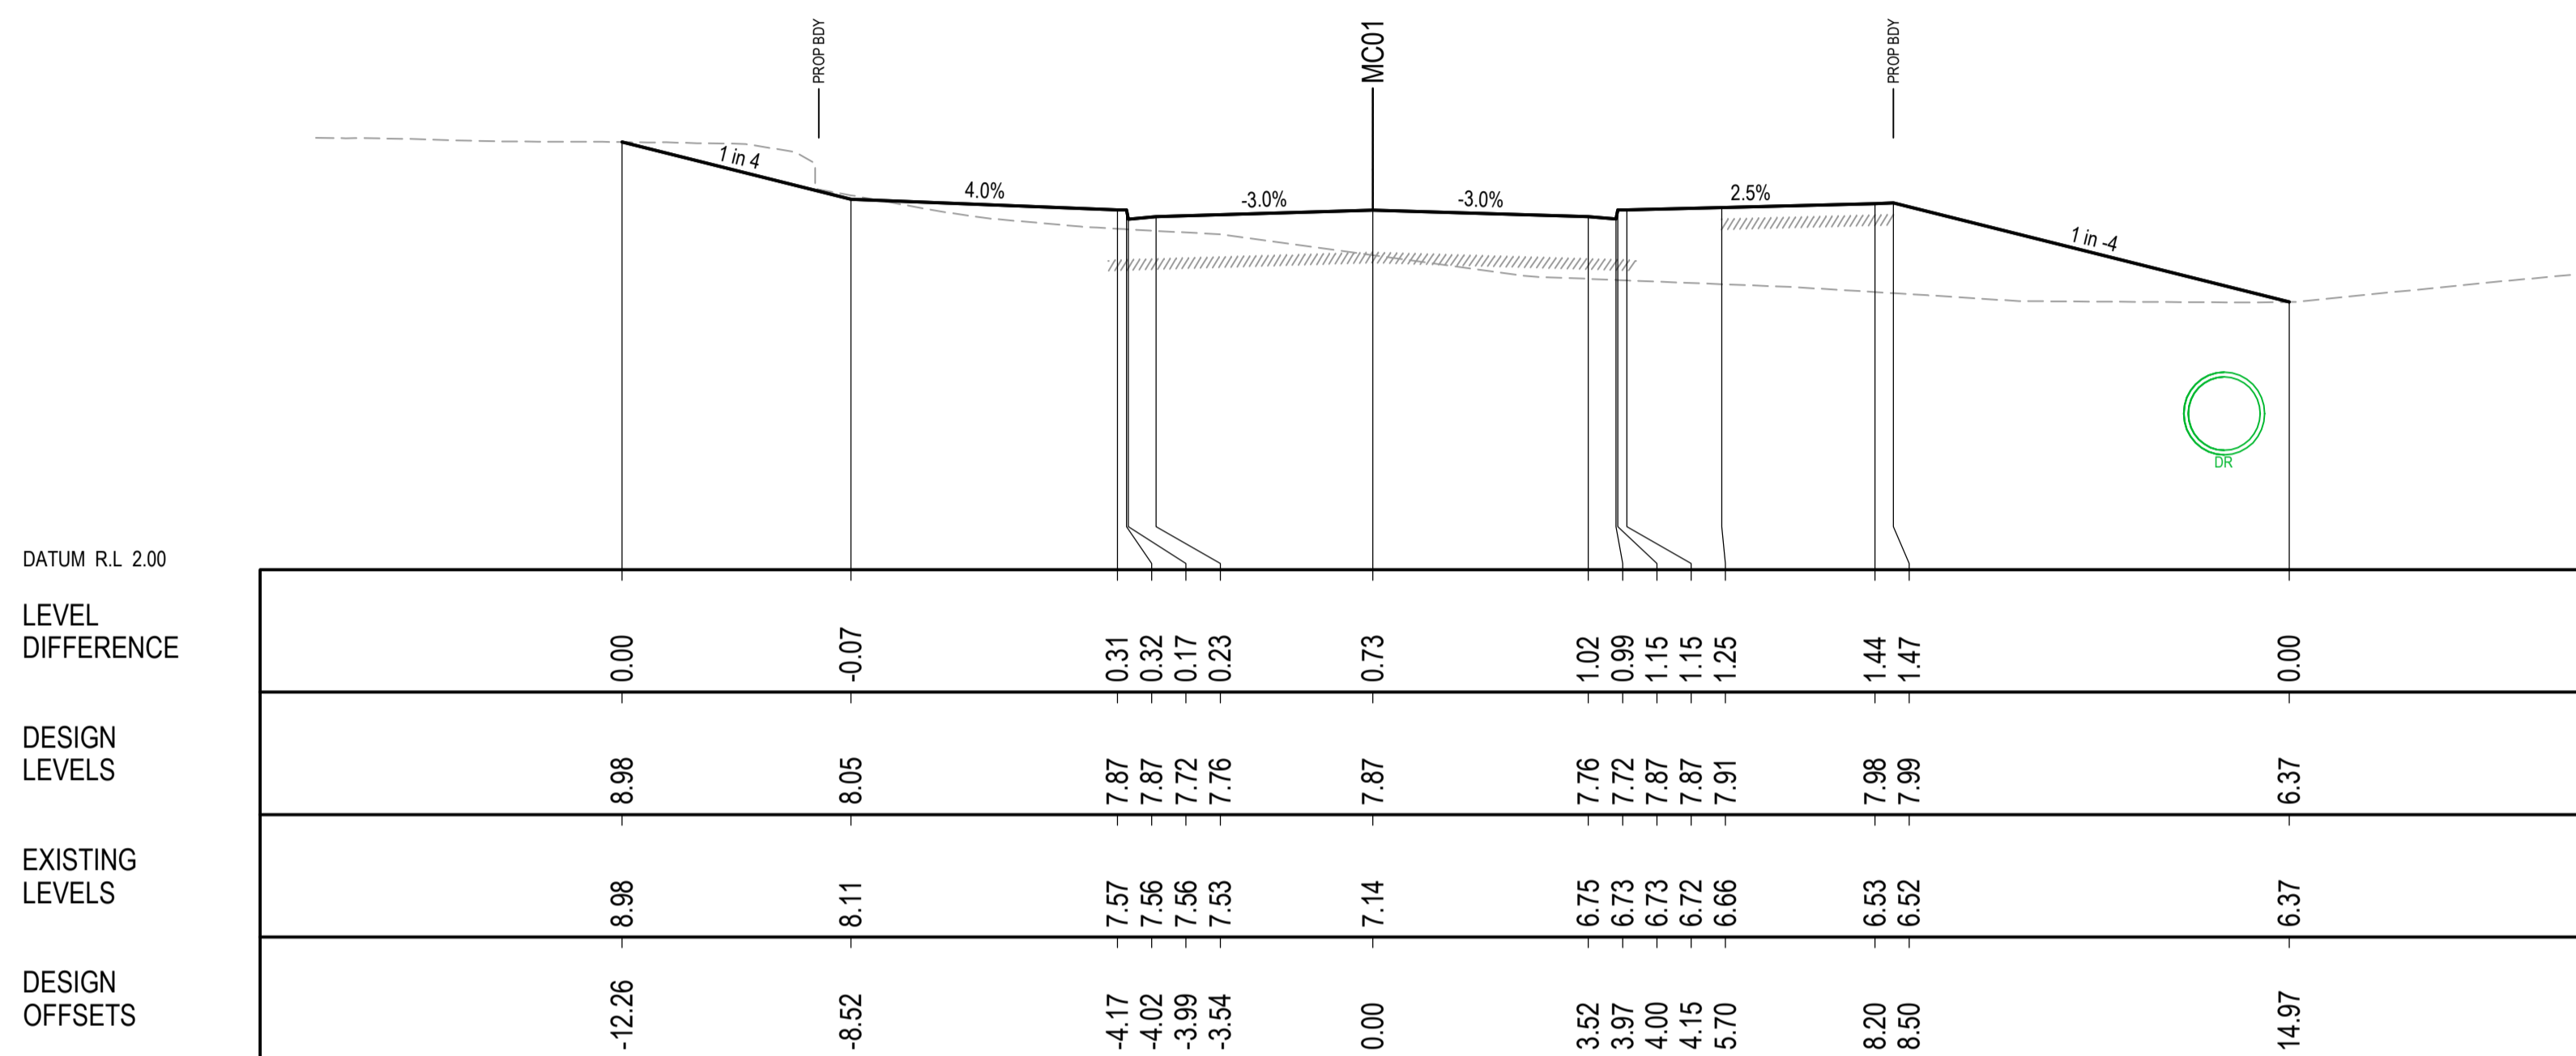 PROP BDY
MC01
PROP BDY
1 in 4
4.0%
-3.0%
-3.0%
2.5%
1 in -4
DR
DATUM R.L 2.00
LEVEL
DIFFERENCE
0.00 -0.07 0.31 0.32 0.17 0.23 0.73 1.02 0.99 1.15 1.15 1.25 1.44 1.47 0.00
DESIGN
LEVELS
8.98 8.05 7.87 7.87 7.72 7.76 7.87 7.76 7.72 7.87 7.87 7.91 7.98 7.99 6.37
EXISTING
LEVELS
8.98 8.11 7.57 7.56 7.56 7.53 7.14 6.75 6.73 6.73 6.72 6.66 6.53 6.52 6.37
DESIGN
OFFSETS
-12.26 -8.52 -4.17 -4.02 -3.99 -3.54 0.00 3.52 3.97 4.00 4.15 5.70 8.20 8.50 14.97